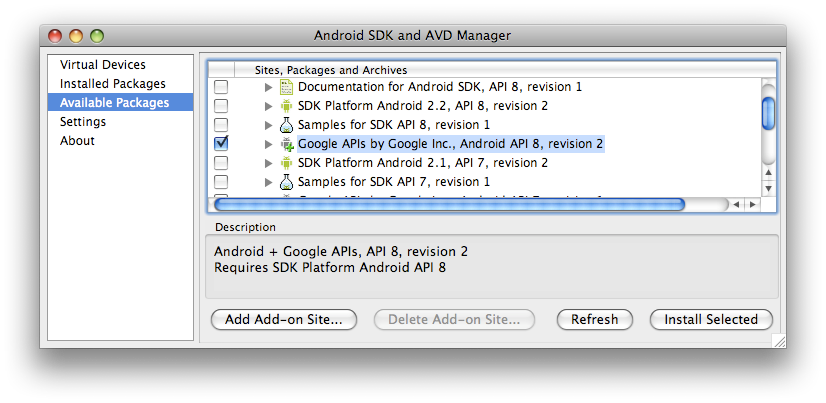 Android SDK and AVD Manager
Virtual Devices
Installed Packages
Available Packages
Settings
About
Sites, Packages and Archives
Documentation for Android SDK, API 8, revision 1
SDK Platform Android 2.2, API 8, revision 2
Samples for SDK API 8, revision 1
Google APIs by Google Inc., Android API 8, revision 2
SDK Platform Android 2.1, API 7, revision 2
Samples for SDK API 7, revision 1
Description
Android + Google APIs, API 8, revision 2
Requires SDK Platform Android API 8
Add Add-on Site...
Delete Add-on Site...
Refresh
Install Selected